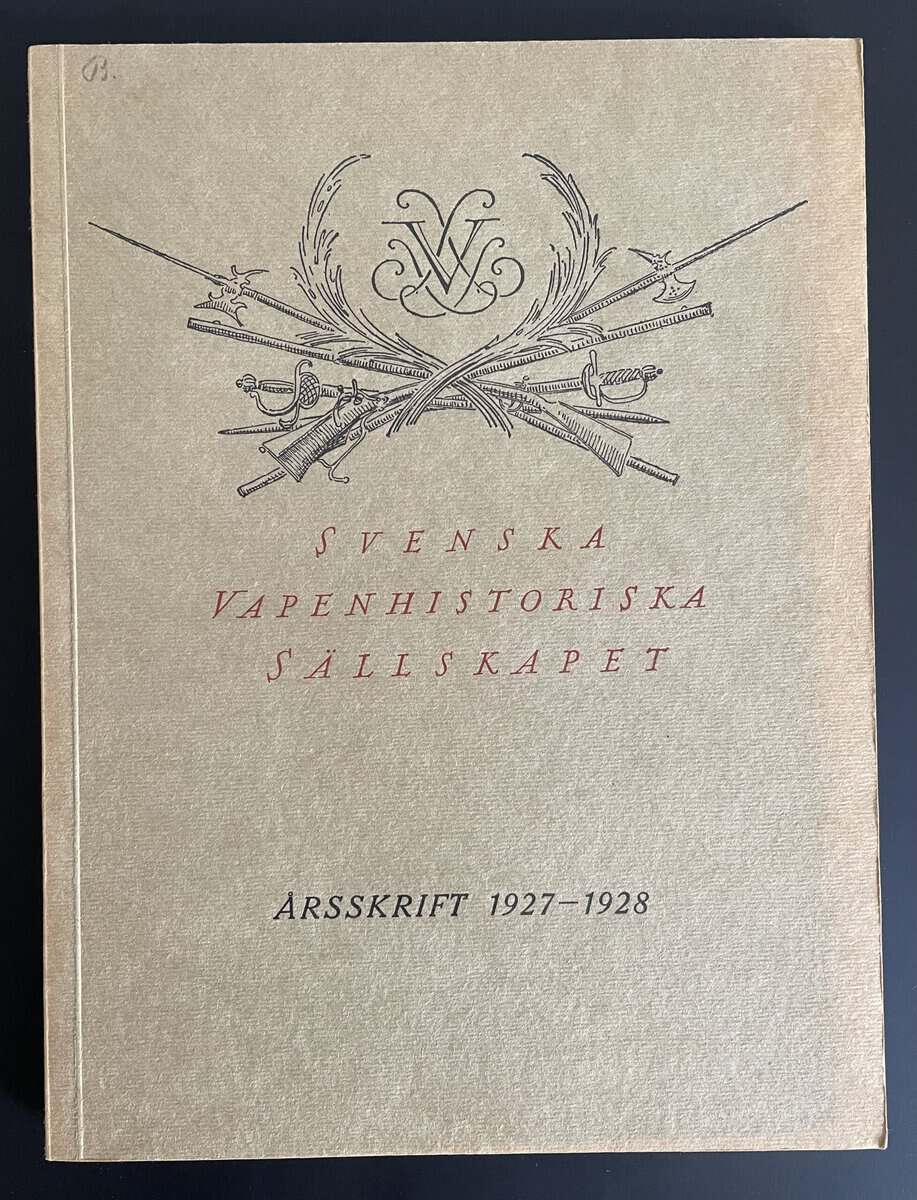 SVENSKA
VAPENHISTORISKA
SÄLLSKAPET
ÅRSSKRIFT 1927–1928